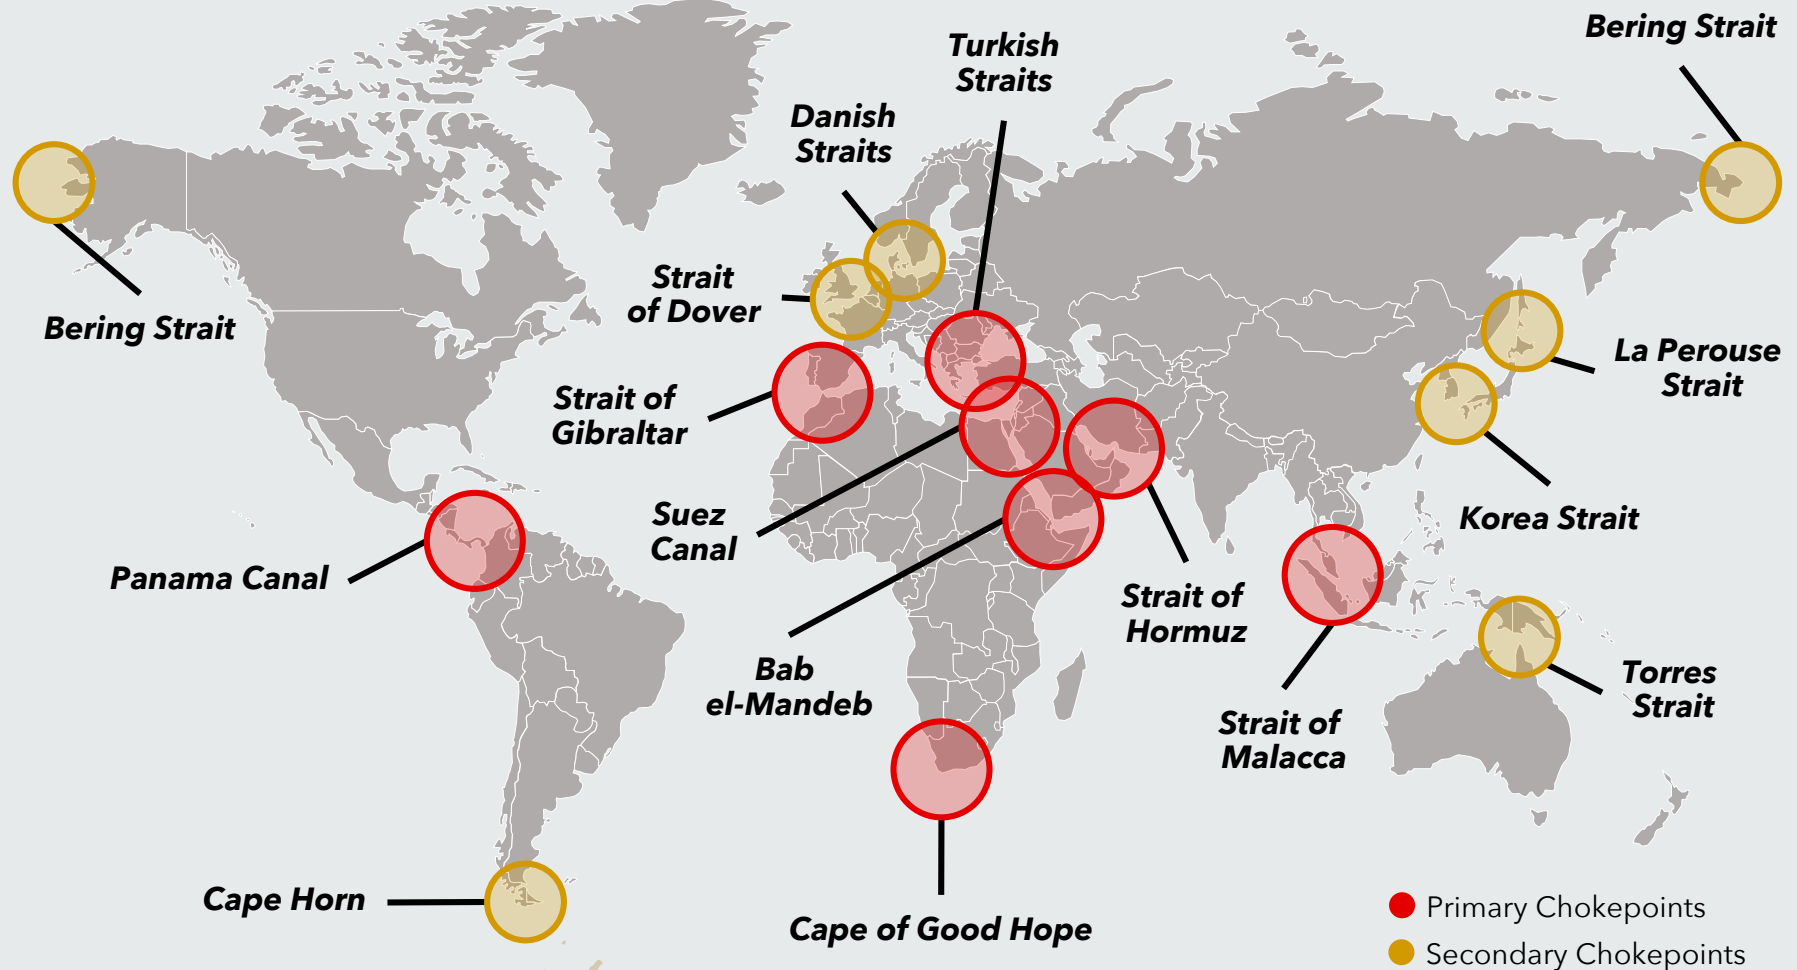 Bering Strait
Turkish
Straits
Danish
Straits
Strait
of Dover
Bering Strait
La Perouse
Strait
Strait of
Gibraltar
Suez
Canal
Korea Strait
Panama Canal
Strait of
Hormuz
Bab
el-Mandeb
Torres
Strait
Strait of
Malacca
Cape Horn
Cape of Good Hope
Primary Chokepoints
Secondary Chokepoints